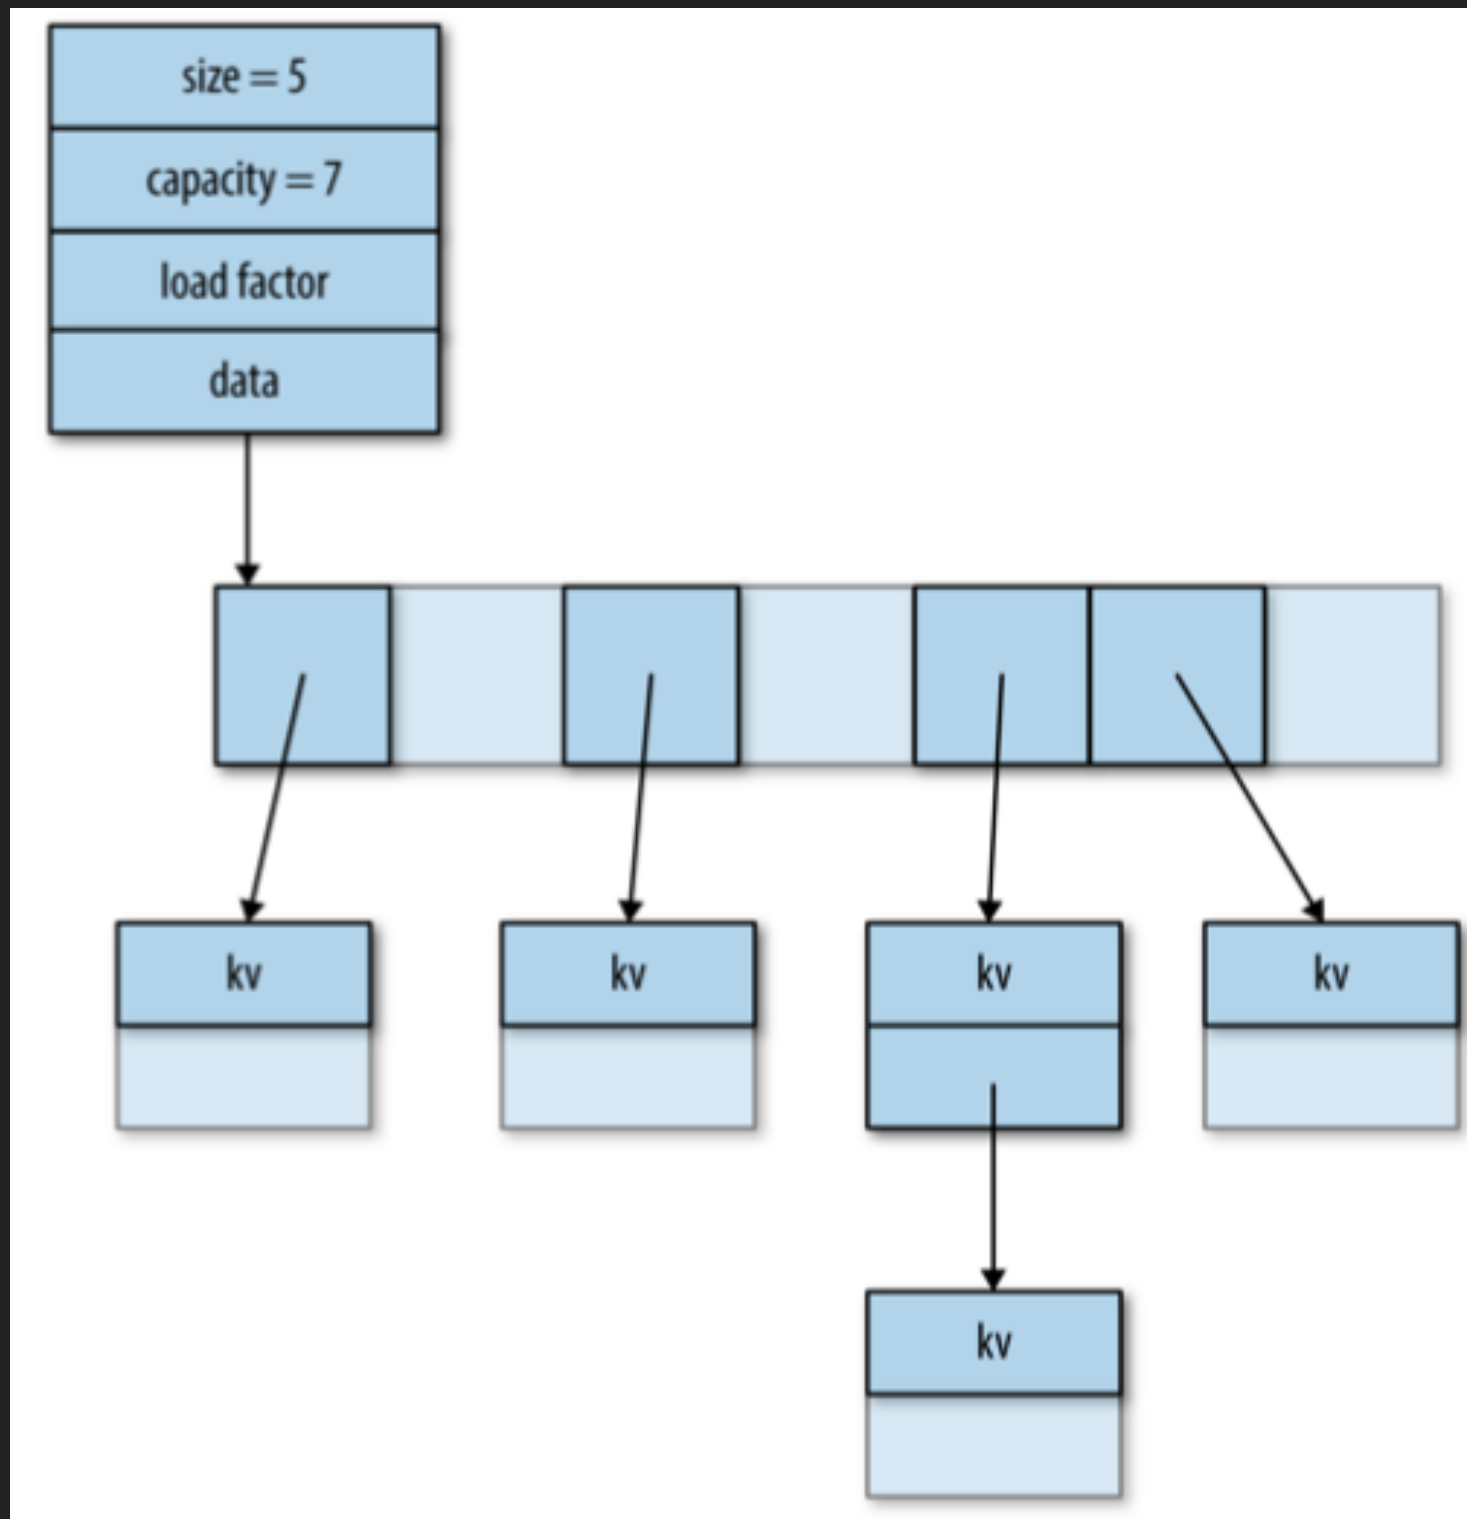 size = 5
capacity = 7
load factor
data
kv
kv
kv
kv
kv